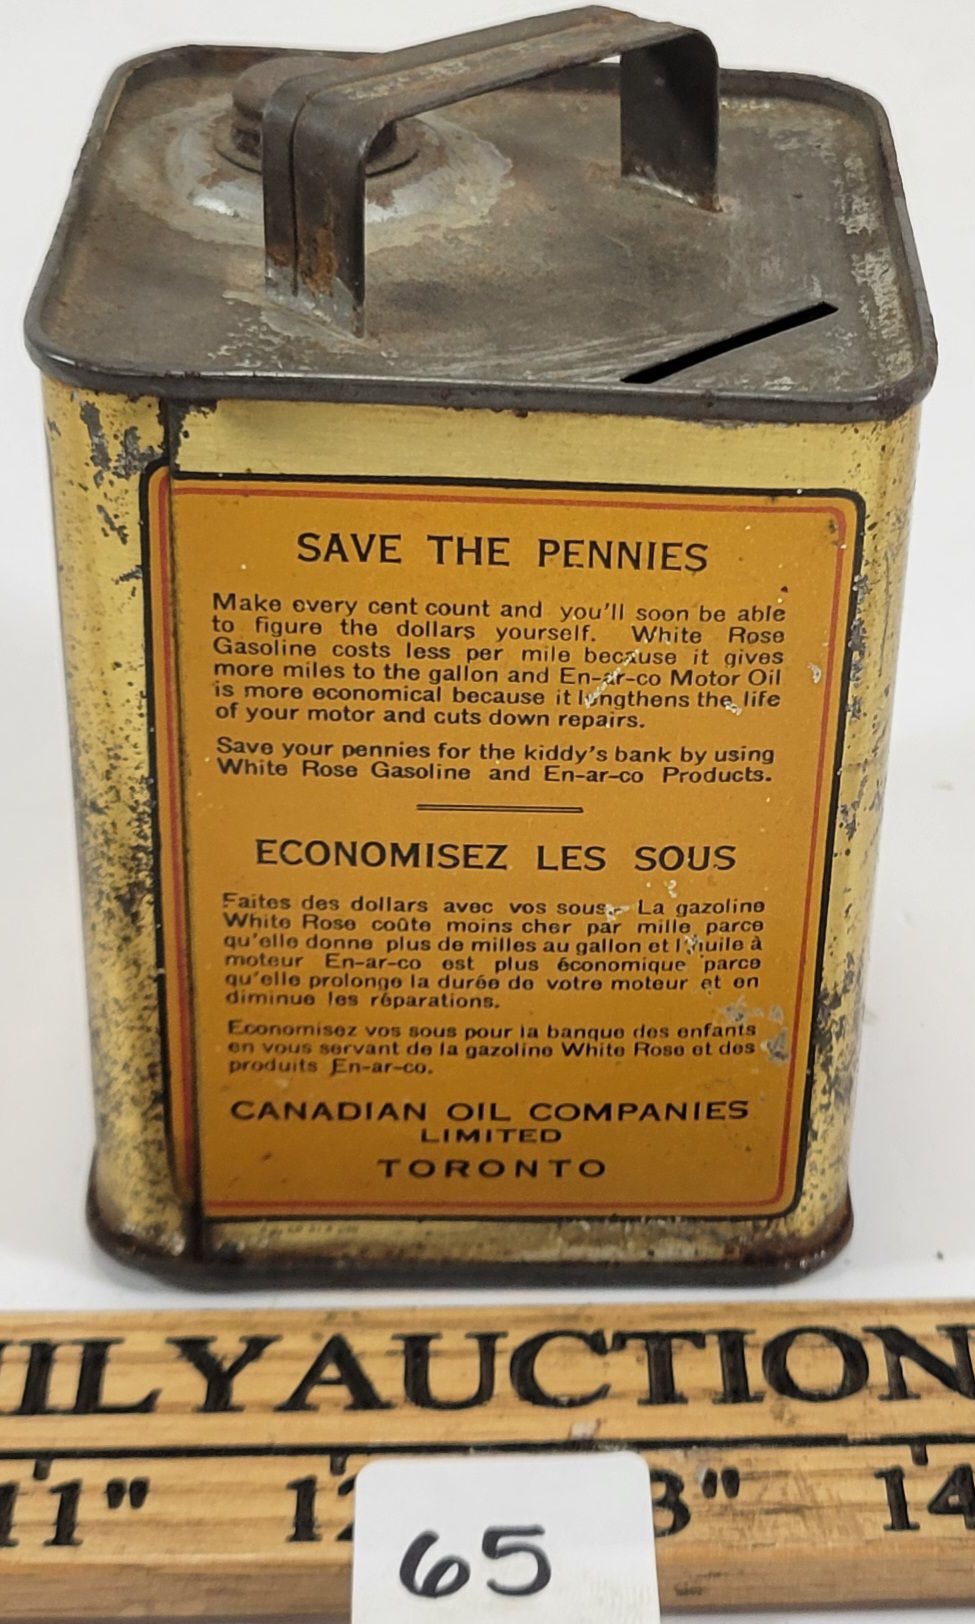 SAVE THE PENNIES
Make every cent count and you'll soon be able
to figure the dollars yourself. White Rose
Gasoline costs less per mile because it gives
more miles to the gallon and En-ar-co Motor Oil
is more economical because it lengthens the life
of your motor and cuts down repairs.
Save your pennies for the kiddy's bank by using
White Rose Gasoline and En-ar-co Products.
ECONOMISEZ LES SOUS
Faites des dollars avec vos sous. La gazoline
White Rose coûte moins cher par mille parce
qu'elle donne plus de milles au gallon et l'huile à
moteur En-ar-co est plus économique parce
qu'elle prolonge la durée de votre moteur et en
diminue les réparations.
Economisez vos sous pour la banque des enfants
en vous servant de la gazoline White Rose et des
produits En-ar-co.
CANADIAN OIL COMPANIES
LIMITED
TORONTO
ILYAUCTION
11" 12 3" 14
65